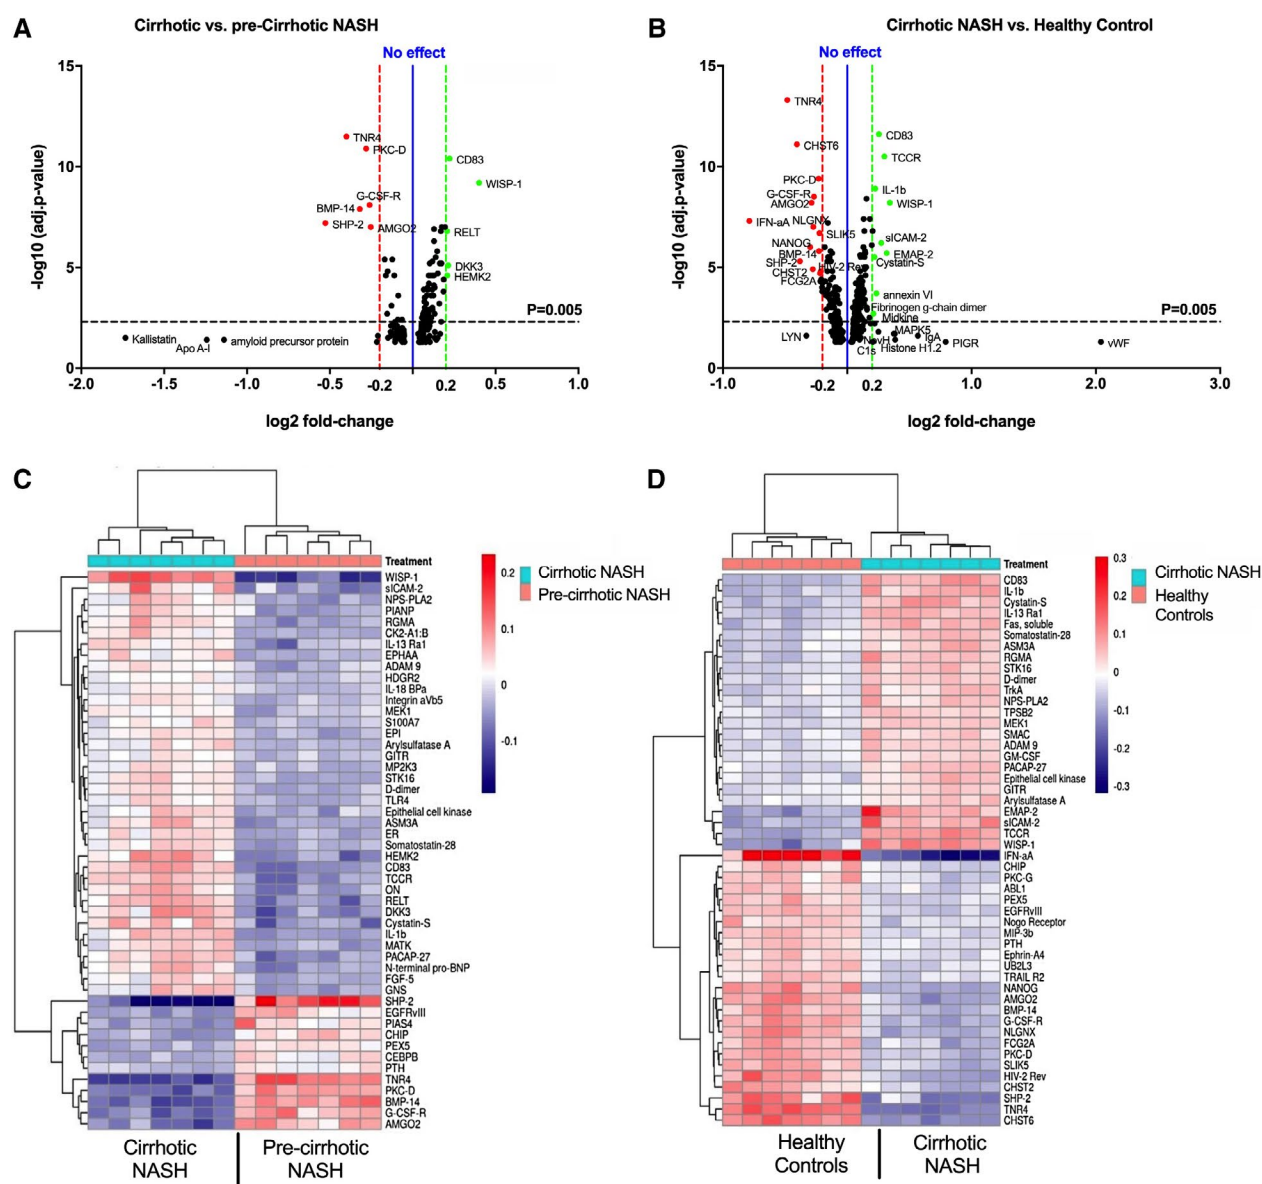 A
Cirrhotic vs. pre-Cirrhotic NASH
No effect
15
10
5
0
-log10 (adj.p-value)
TNR4
PKC-D
CD83
WISP-1
G-CSF-R
BMP-14
SHP-2
AMGO2
RELT
DKK3
HEMK2
P=0.005
Kallistatin
Apo A-I
amyloid precursor protein
-2.0
-1.5
-1.0
-0.5
-0.2
0.2
0.5
1.0
log2 fold-change
B
Cirrhotic NASH vs. Healthy Control
No effect
15
10
5
0
-log10 (adj.p-value)
TNR4
CHST6
CD83
TCCR
PKC-D
IL-1b
G-CSF-R
AMGO2
WISP-1
IFN-aA
NLGNX
SLIK5
sICAM-2
NANOG
BMP-14
EMAP-2
SHP-2
HIV-2 Rev
Cystatin-S
CHST2
FCG2A
annexin VI
Fibrinogen g-chain dimer
Midkine
P=0.005
LYN
MAPK5
NovH
IgA
C1s
Histone H1.2
PIGR
vWF
-1.0
-0.2
0.2
1.0
2.0
3.0
log2 fold-change
C
Treatment
WISP-1
sICAM-2
NPS-PLA2
PIANP
RGMA
CK2-A1:B
IL-13 Ra1
EPHAA
ADAM 9
HDGR2
IL-18 BPa
Integrin aVb5
MEK1
S100A7
EPI
Arylsulfatase A
GITR
MP2K3
STK16
D-dimer
TLR4
Epithelial cell kinase
ASM3A
ER
Somatostatin-28
HEMK2
CD83
TCCR
ON
RELT
DKK3
Cystatin-S
IL-1b
MATK
PACAP-27
N-terminal pro-BNP
FGF-5
GNS
SHP-2
EGFRvIII
PIAS4
CHIP
PEX5
CEBPB
PTH
TNR4
PKC-D
BMP-14
G-CSF-R
AMGO2
0.2
0.1
0
-0.1
Cirrhotic NASH
Pre-cirrhotic NASH
Cirrhotic
NASH
Pre-cirrhotic
NASH
D
Treatment
CD83
IL-1b
Cystatin-S
IL-13 Ra1
Fas, soluble
Somatostatin-28
ASM3A
RGMA
STK16
D-dimer
TrkA
NPS-PLA2
TPSB2
MEK1
SMAC
ADAM 9
GM-CSF
PACAP-27
Epithelial cell kinase
GITR
Arylsulfatase A
EMAP-2
sICAM-2
TCCR
WISP-1
IFN-aA
CHIP
PKC-G
ABL1
PEX5
EGFRvIII
Nogo Receptor
MIP-3b
PTH
Ephrin-A4
UB2L3
TRAIL R2
NANOG
AMGO2
BMP-14
G-CSF-R
NLGNX
FCG2A
PKC-D
SLIK5
HIV-2 Rev
CHST2
SHP-2
TNR4
CHST6
0.3
0.2
0.1
0
-0.1
-0.2
-0.3
Cirrhotic NASH
Healthy
Controls
Healthy
Controls
Cirrhotic
NASH